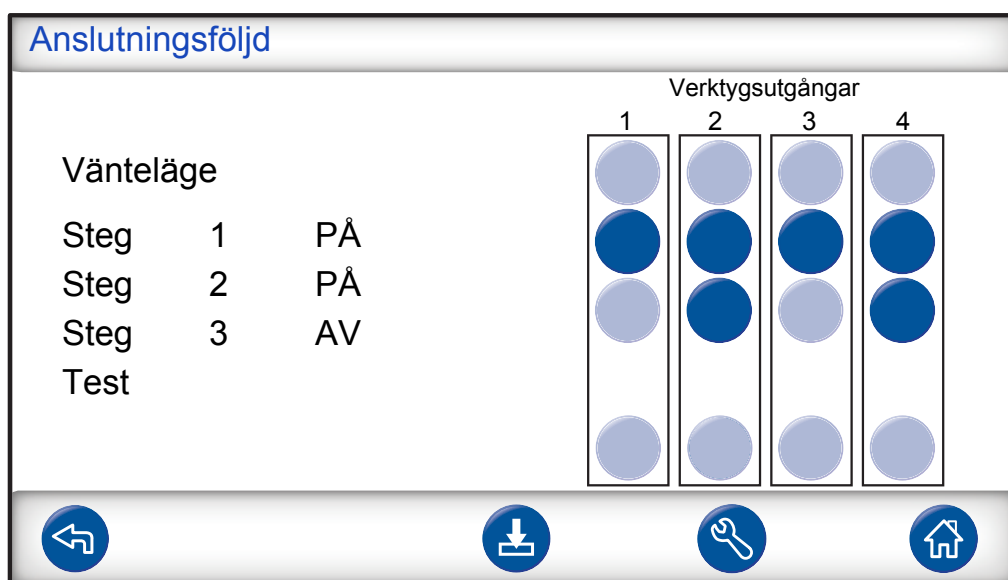 Anslutningsföljd
Verktygsutgångar
1 2 3 4
Vänteläge
Steg 1 PÅ
Steg 2 PÅ
Steg 3 AV
Test